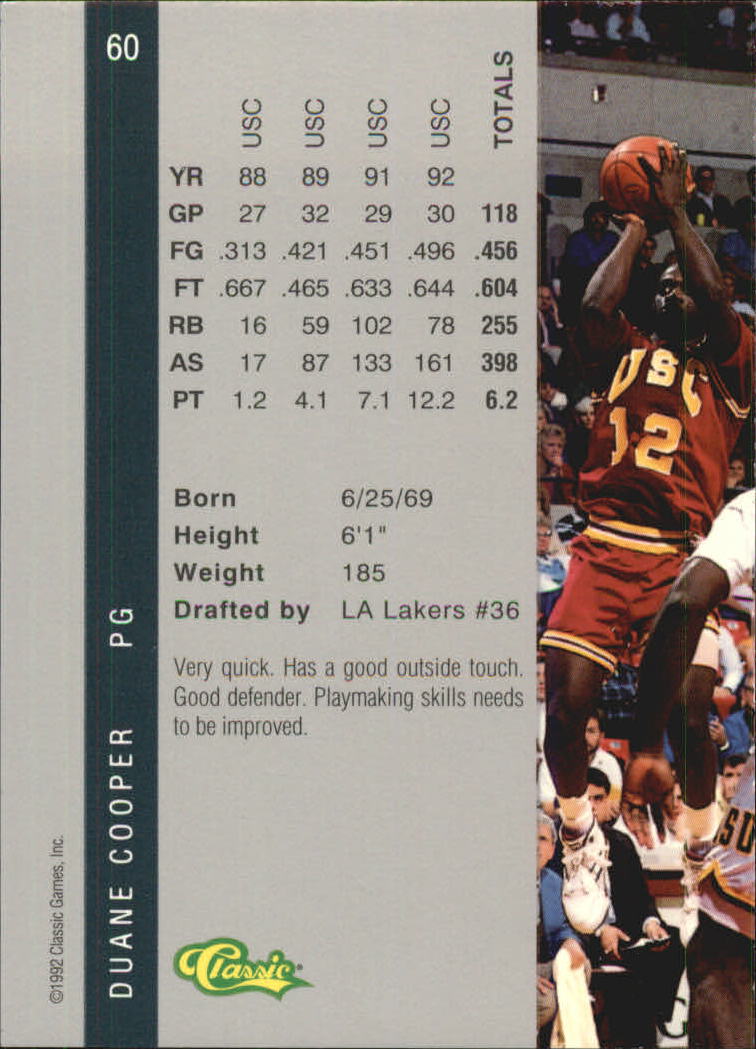 60
USC USC USC USC TOTALS
YR 88 89 91 92
GP 27 32 29 30 118
FG .313 .421 .451 .496 .456
FT .667 .465 .633 .644 .604
RB 16 59 102 78 255
AS 17 87 133 161 398
PT 1.2 4.1 7.1 12.2 6.2
Born 6/25/69
Height 6'1"
Weight 185
Drafted by LA Lakers #36
Very quick. Has a good outside touch.
Good defender. Playmaking skills needs
to be improved.
DUANE COOPER PG
©1992 Classic Games, Inc.
Classic
USC
12
SU